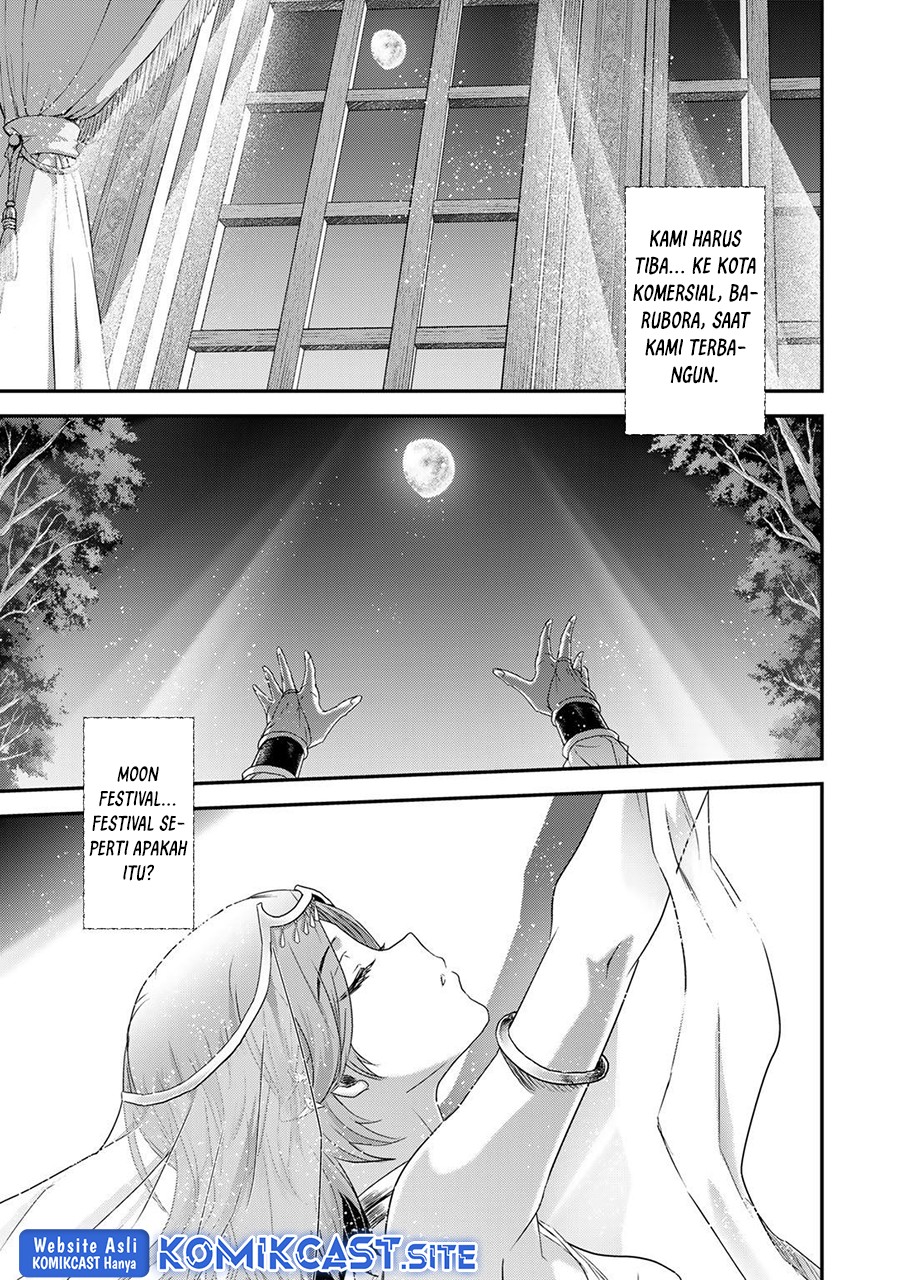 KAMI HARUS
TIBA... KE KOTA
KOMERSIAL, BA-
RUBORA, SAAT
KAMI TERBA-
NGUN.
MOON
FESTIVAL...
FESTIVAL SE-
PERTI APAKAH
ITU?
Website Asli
KOMIKCAST Hanya
KOMIKCAST.SITE